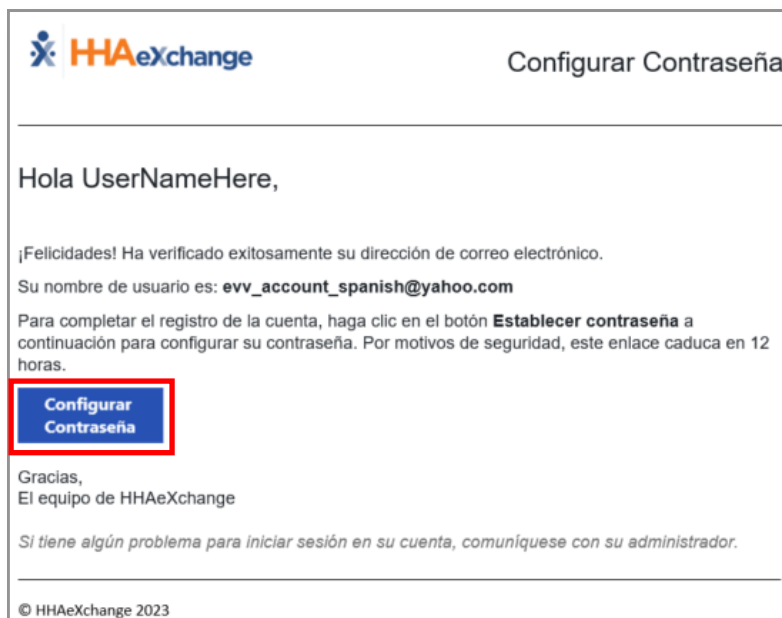 HHAeXchange
Configurar Contraseña
Hola UserNameHere,
¡Felicidades! Ha verificado exitosamente su dirección de correo electrónico.
Su nombre de usuario es: evv_account_spanish@yahoo.com
Para completar el registro de la cuenta, haga clic en el botón Establecer contraseña a
continuación para configurar su contraseña. Por motivos de seguridad, este enlace caduca en 12
horas.
Configurar
Contraseña
Gracias,
El equipo de HHAeXchange
Si tiene algún problema para iniciar sesión en su cuenta, comuníquese con su administrador.
© HHAeXchange 2023